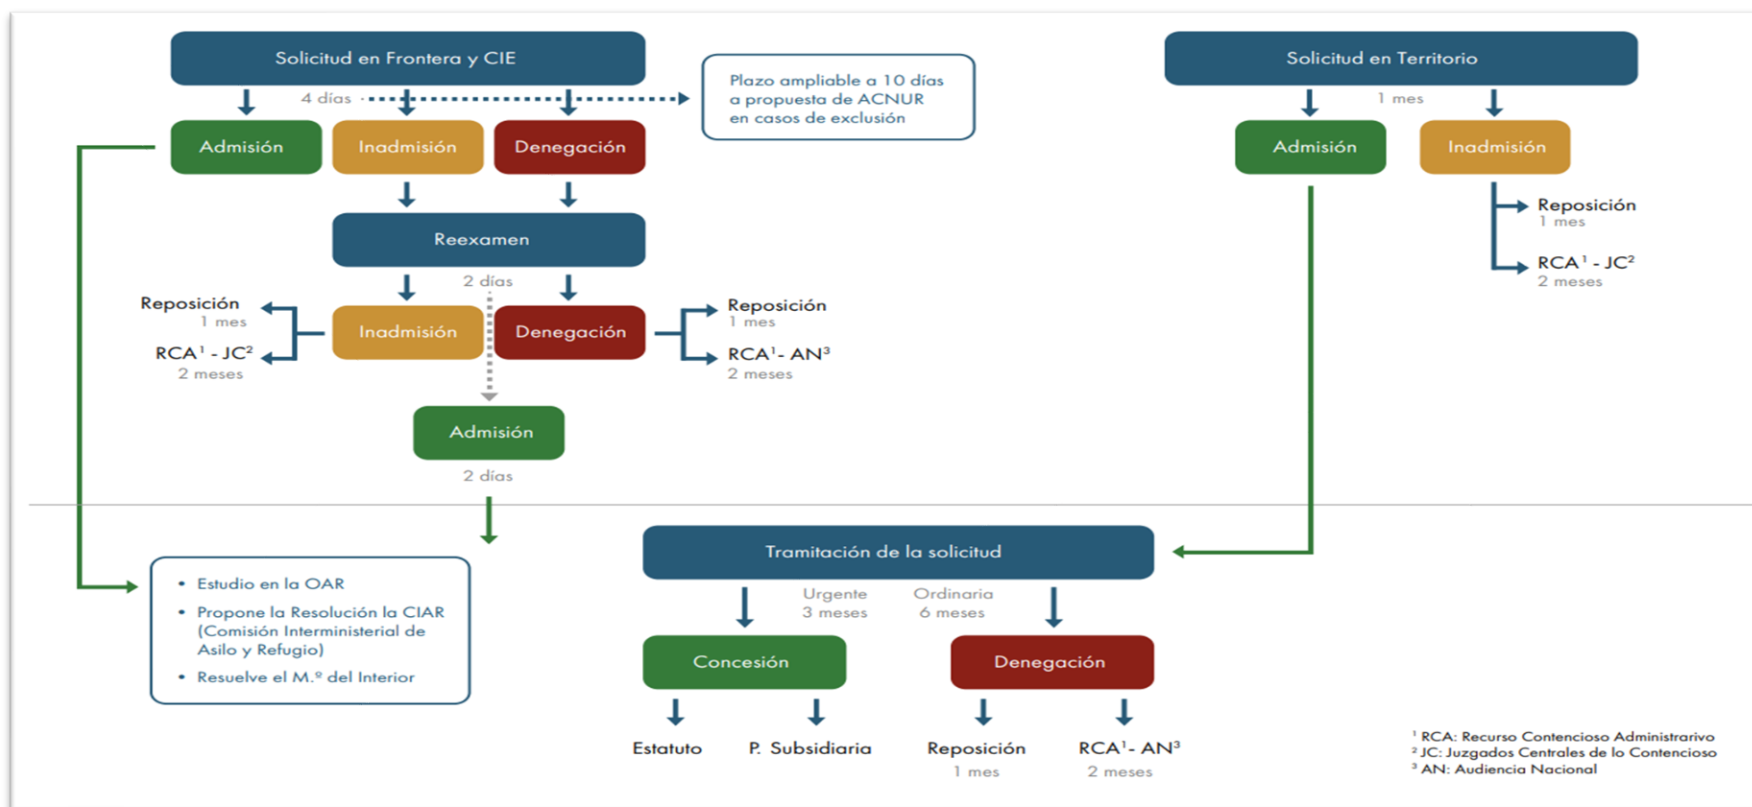 Solicitud en Frontera y CIE
4 días
Plazo ampliable a 10 días
a propuesta de ACNUR
en casos de exclusión
Admisión
Inadmisión
Denegación
Reexamen
2 días
Reposición
1 mes
RCA¹ - JC²
2 meses
Inadmisión
Denegación
Reposición
1 mes
RCA¹- AN³
2 meses
Admisión
2 días
Solicitud en Territorio
1 mes
Admisión
Inadmisión
Reposición
1 mes
RCA¹ - JC²
2 meses
• Estudio en la OAR
• Propone la Resolución la CIAR
(Comisión Interministerial de
Asilo y Refugio)
• Resuelve el M.º del Interior
Tramitación de la solicitud
Urgente
3 meses
Ordinaria
6 meses
Concesión
Denegación
Estatuto
P. Subsidiaria
Reposición
1 mes
RCA¹- AN³
2 meses
¹ RCA: Recurso Contencioso Administrarivo
² JC: Juzgados Centrales de lo Contencioso
³ AN: Audiencia Nacional